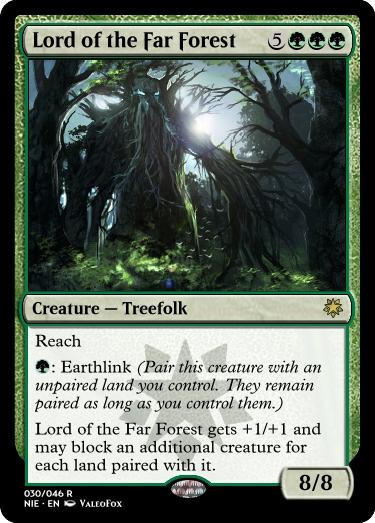 Lord of the Far Forest 5
Creature — Treefolk
Reach
: Earthlink (Pair this creature with an
unpaired land you control. They remain
paired as long as you control them.)
Lord of the Far Forest gets +1/+1 and
may block an additional creature for
each land paired with it.
8/8
030/046 R
NIE • EN ValeoFox